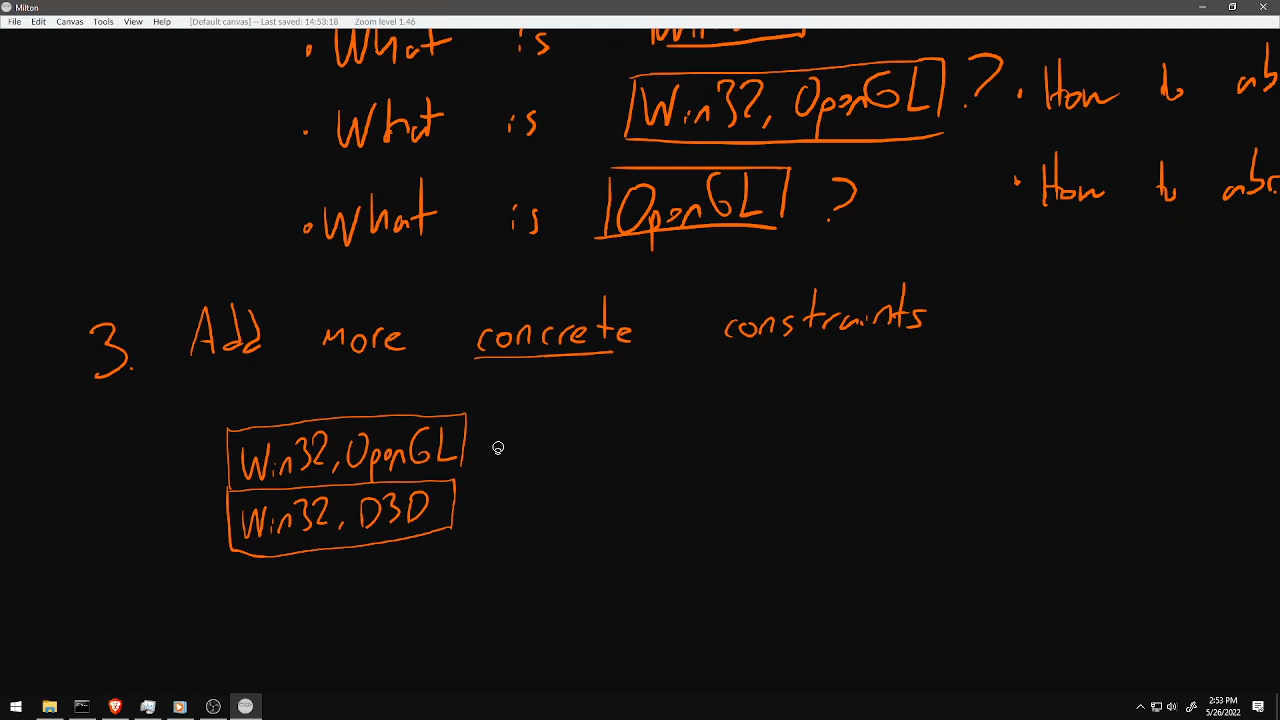 Milton
File Edit Canvas Tools View Help [Default canvas] -- Last saved: 14:53:18 Zoom level 1.46
• What is
• What is Win32, OpenGL ? • How to
• What is OpenGL ? • How to
3. Add more concrete constraints
Win32, OpenGL
Win32, D3D
2:53 PM
5/26/2022